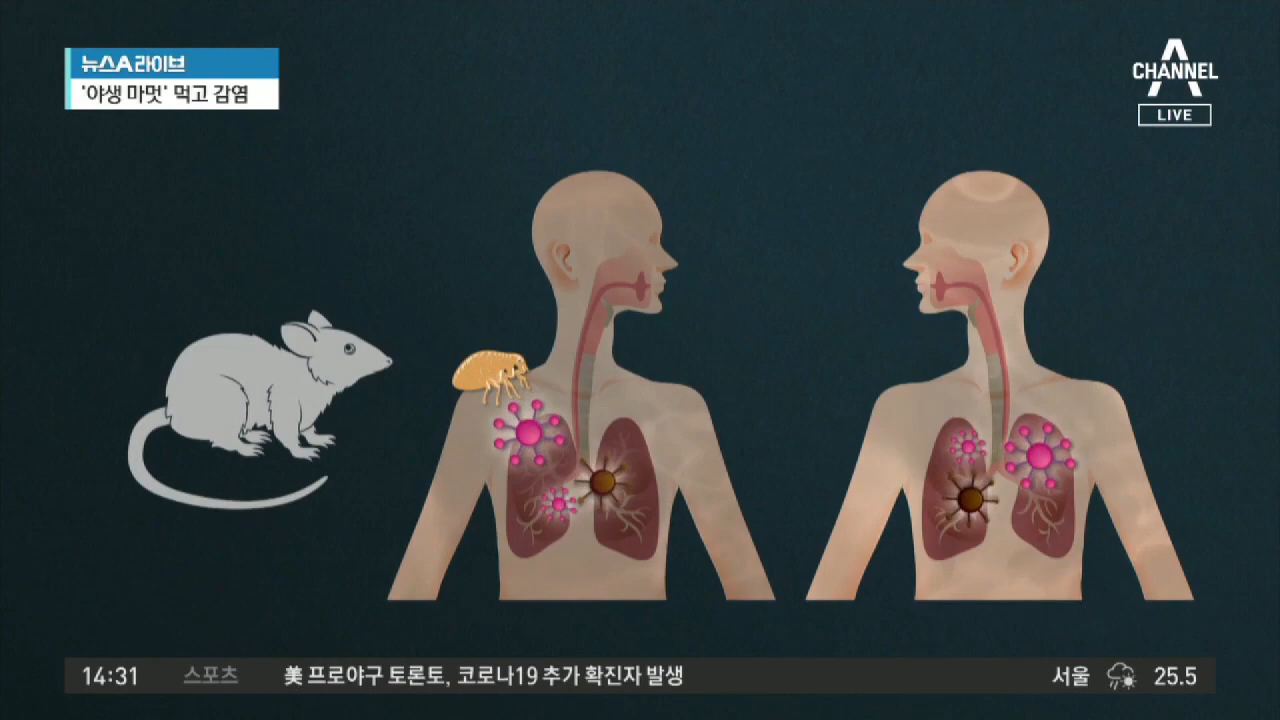 뉴스A 라이브
'야생 마멋' 먹고 감염
CHANNEL A
LIVE
14:31 스포츠 美 프로야구 토론토, 코로나19 추가 확진자 발생 서울 25.5